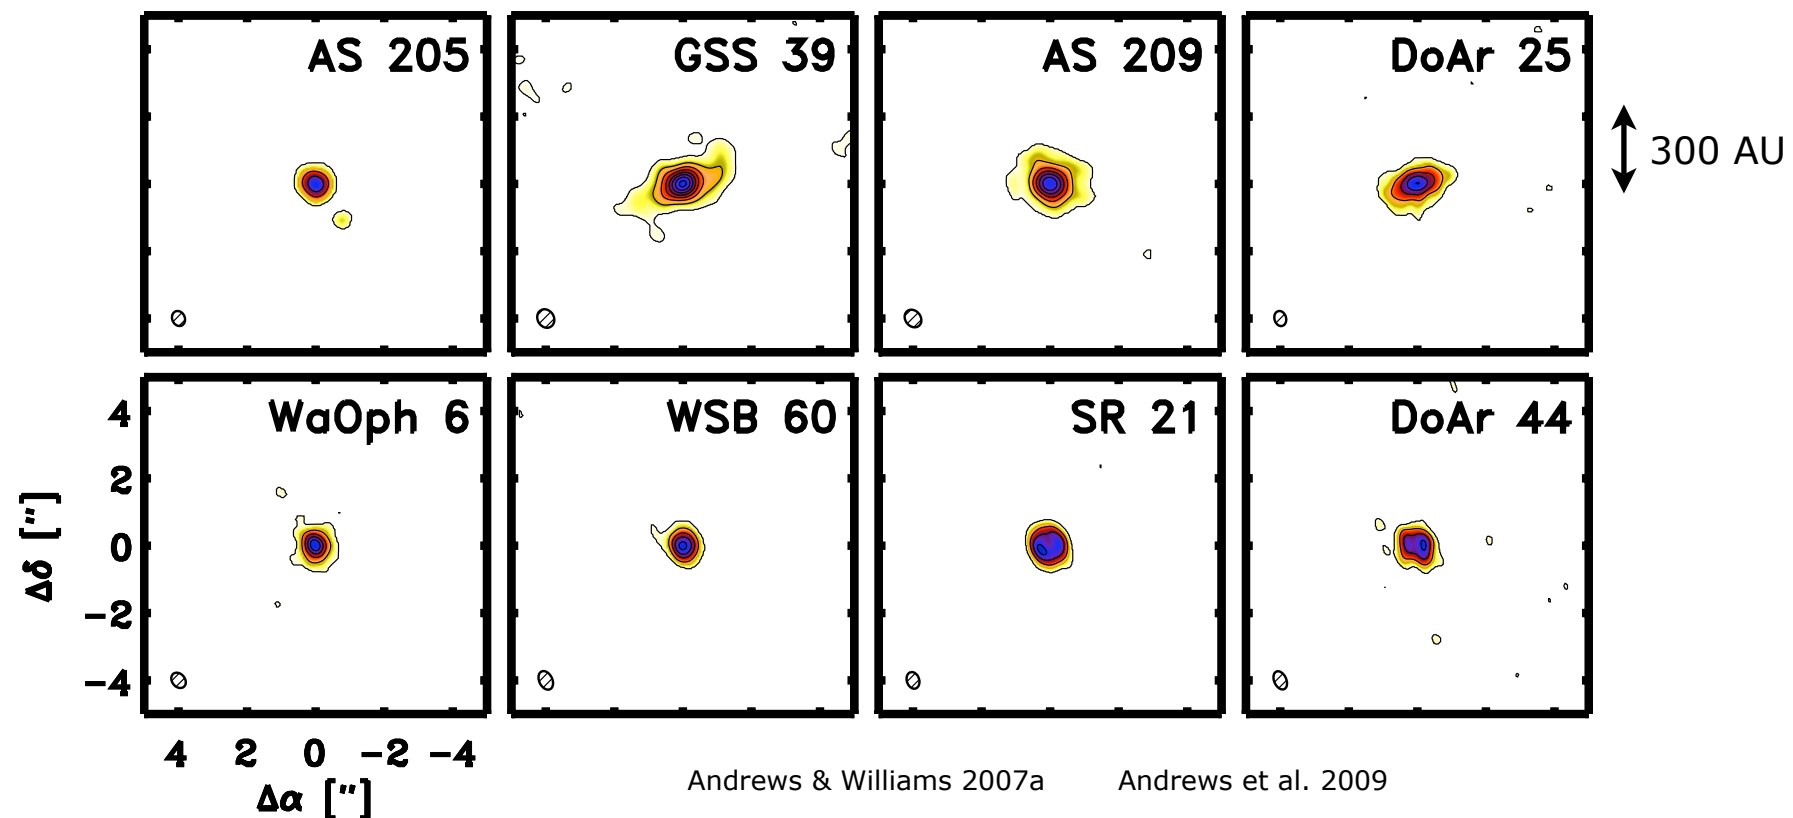 AS 205
GSS 39
AS 209
DoAr 25
300 AU
WaOph 6
WSB 60
SR 21
DoAr 44
4
2
0
-2
-4
Δδ ["]
4 2 0 -2 -4
Δα ["]
Andrews & Williams 2007a
Andrews et al. 2009